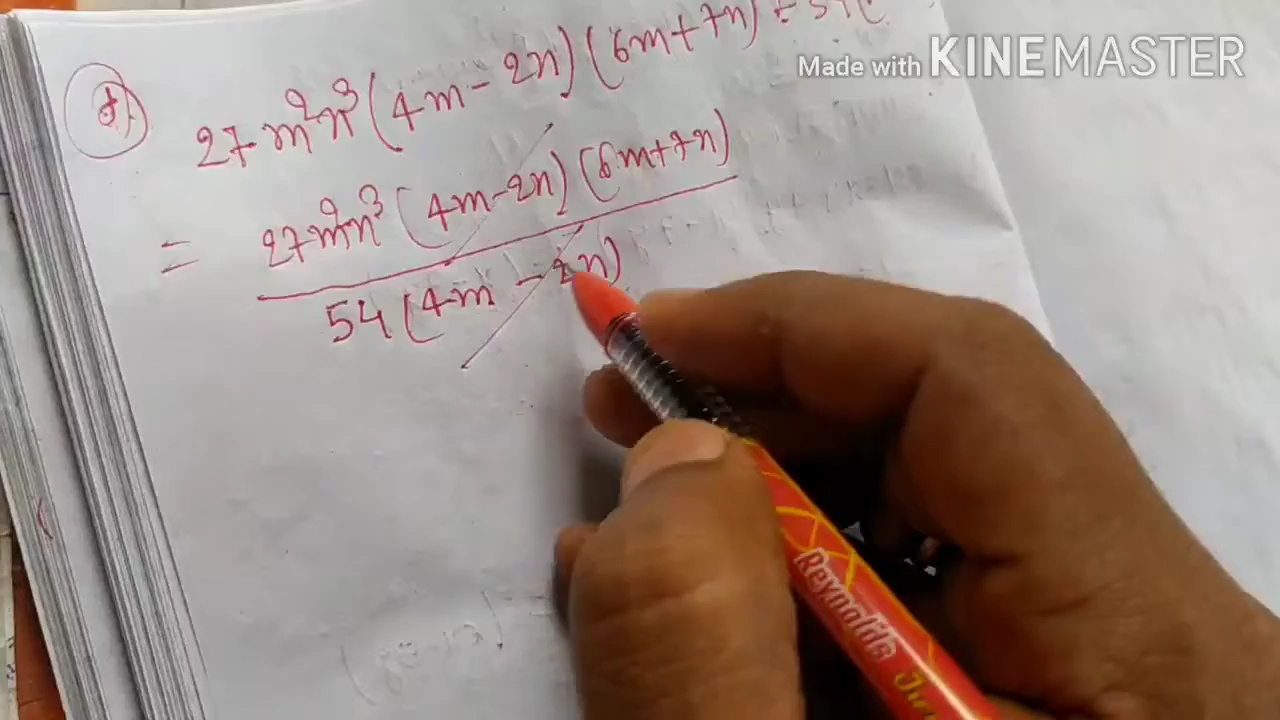 Made with KINEMASTER
f). 27m²n³(4m-2n)(6m+7n) ÷ 54(
= 27m²n³(4m-2n)(6m+7n)
54(4m-2n)
Reynolds